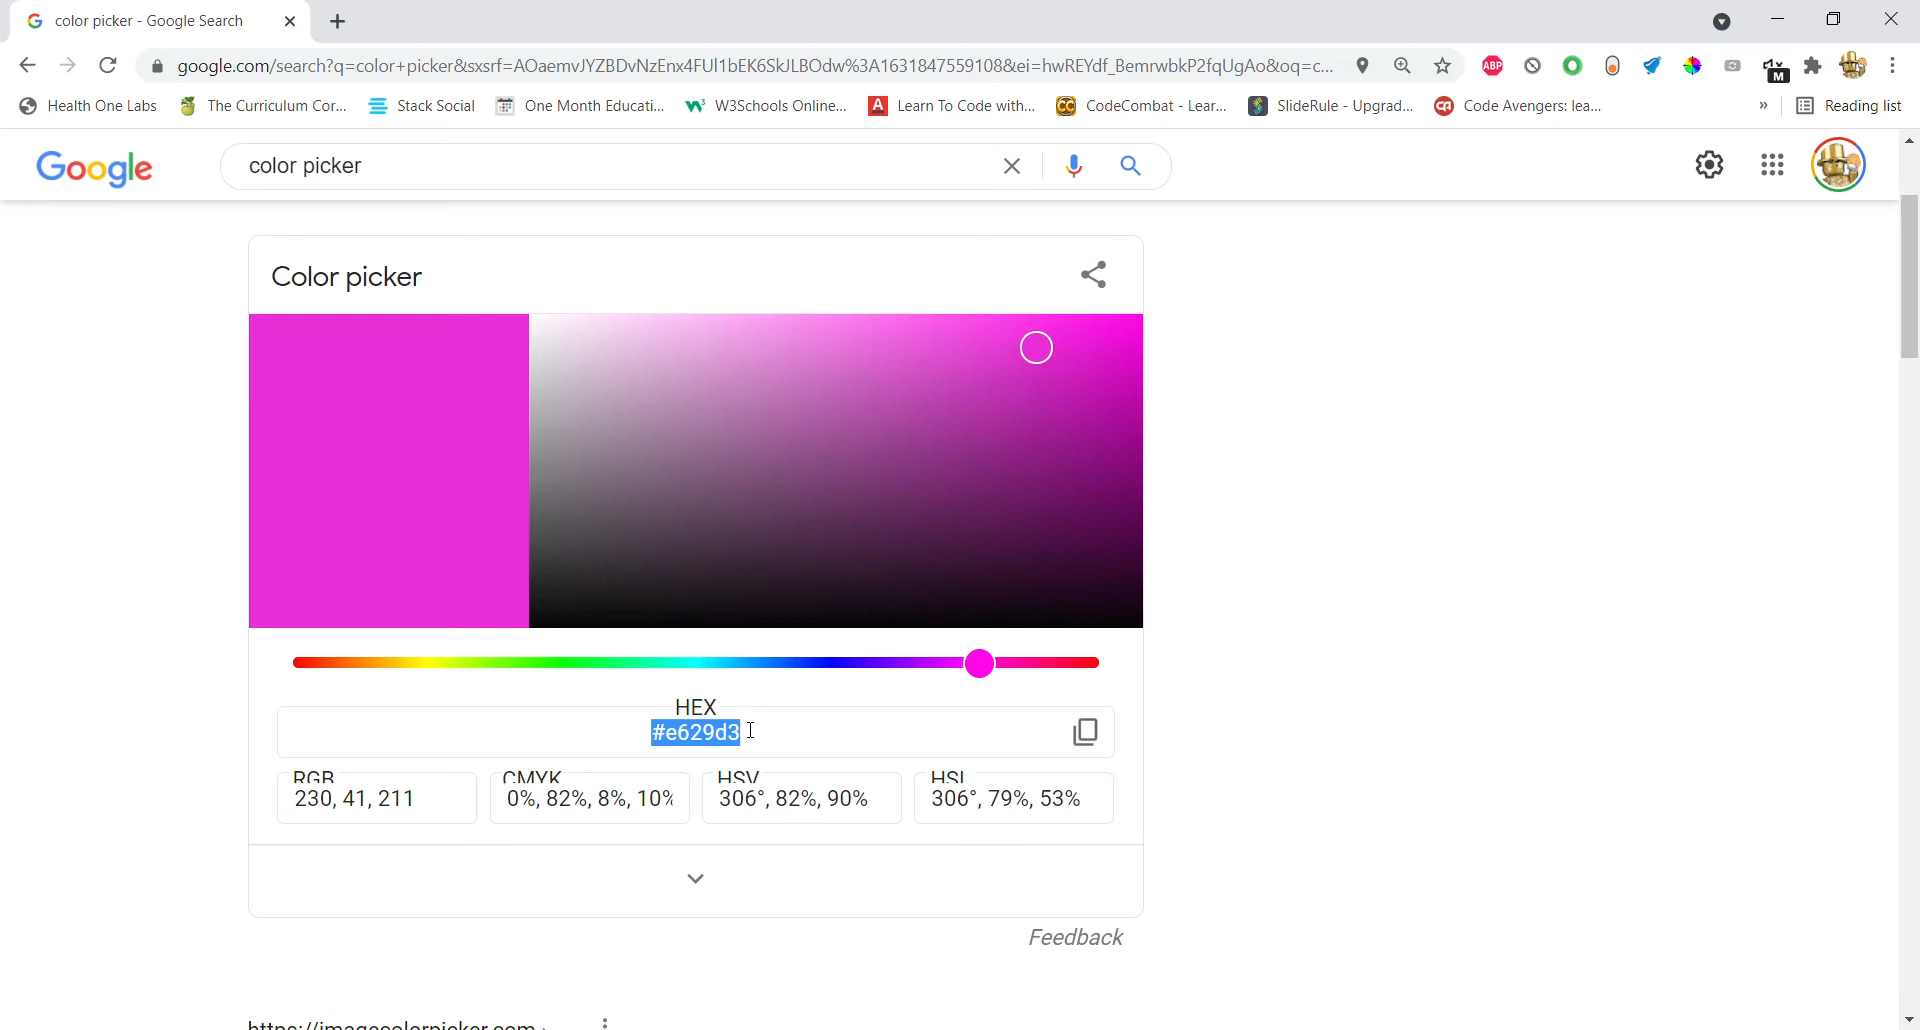 color picker - Google Search
google.com/search?q=color+picker&sxsrf=AOaemvJYZBDvNzEnx4FUl1bEK6SkJLBOdw%3A1631847559108&ei=hwREYdf_BemrwbkP2fqUgAo&oq=c...
ABP
M
Health One Labs
The Curriculum Cor...
Stack Social
One Month Educati...
W3Schools Online...
Learn To Code with...
CodeCombat - Lear...
SlideRule - Upgrad...
Code Avengers: lea...
»
Reading list
Google
color picker
Color picker
HEX
#e629d3
RGB
230, 41, 211
CMYK
0%, 82%, 8%, 10%
HSV
306°, 82%, 90%
HSL
306°, 79%, 53%
Feedback
https://imagecolorpicker.com ›